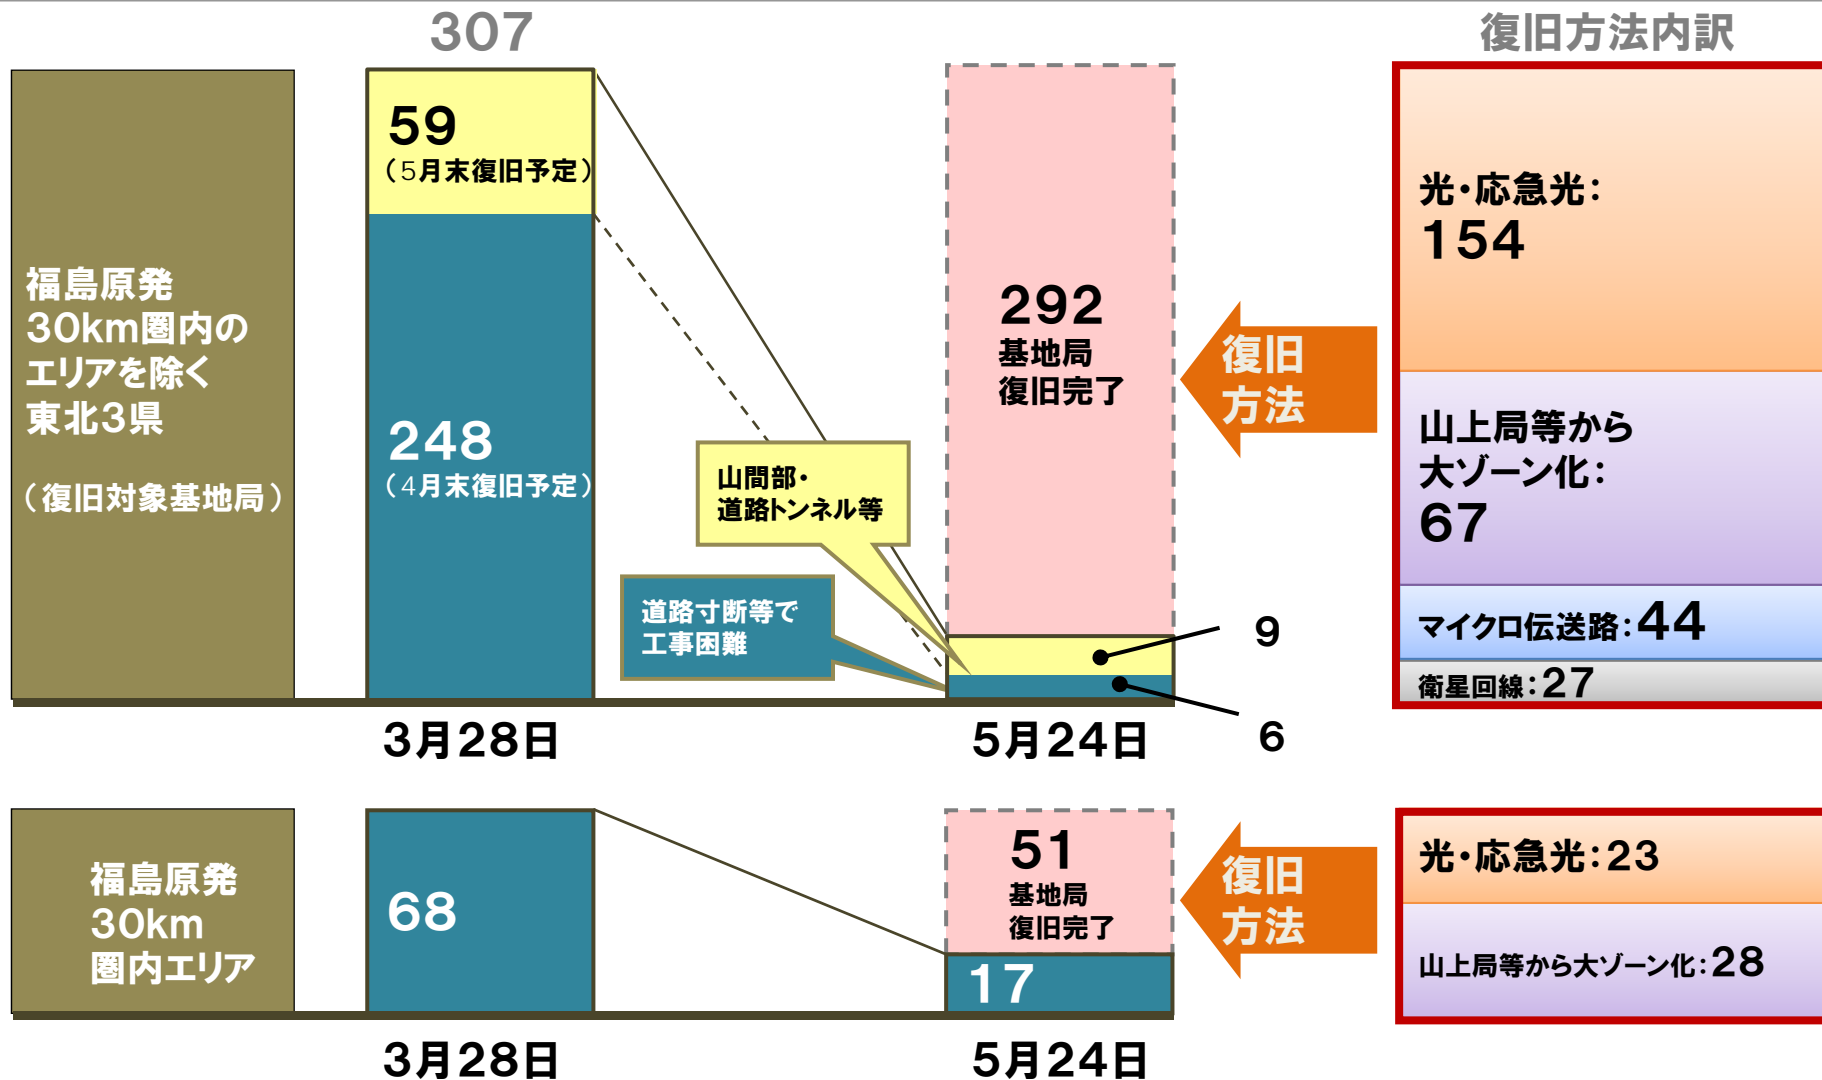 307
復旧方法内訳
福島原発
30km圏内の
エリアを除く
東北3県
（復旧対象基地局）
59
（5月末復旧予定）
248
（4月末復旧予定）
山間部・
道路トンネル等
道路寸断等で
工事困難
292
基地局
復旧完了
9
6
復旧
方法
光・応急光：
154
山上局等から
大ゾーン化：
67
マイクロ伝送路：44
衛星回線：27
3月28日
5月24日
福島原発
30km
圏内エリア
68
51
基地局
復旧完了
17
復旧
方法
光・応急光：23
山上局等から大ゾーン化：28
3月28日
5月24日